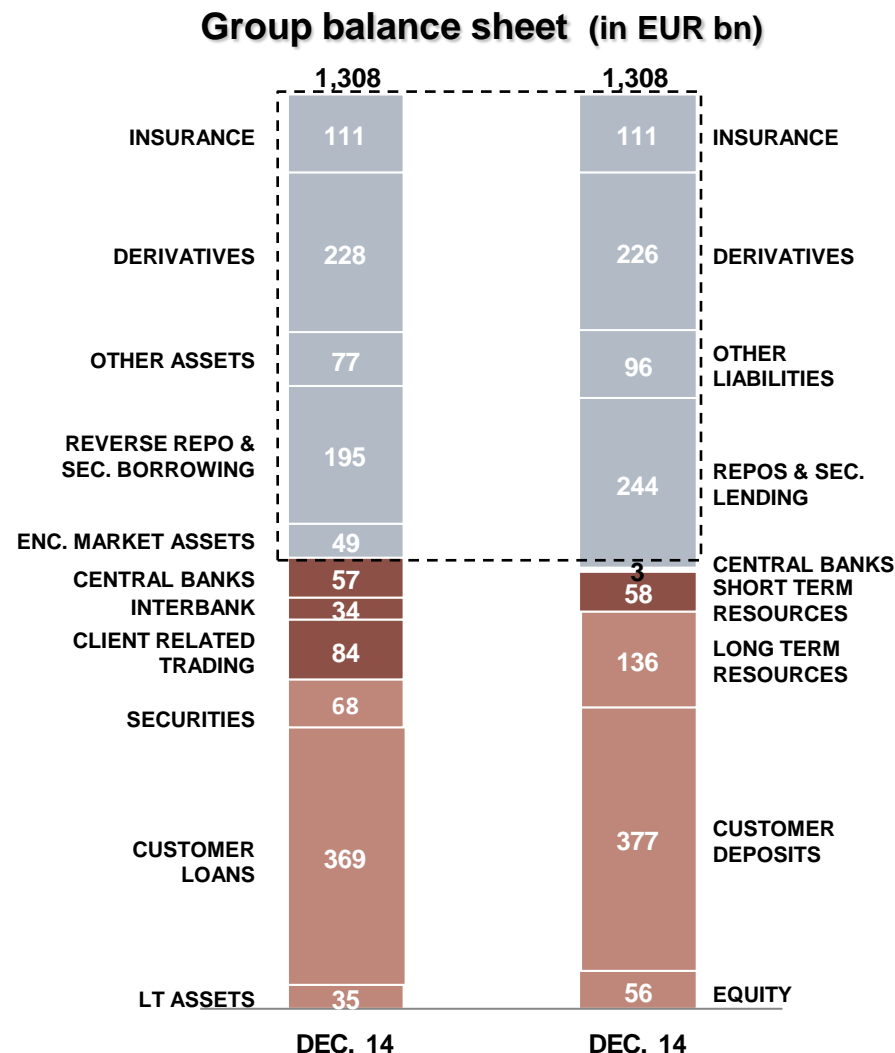 Group balance sheet (in EUR bn)
1,308 1,308
INSURANCE 111 111 INSURANCE
DERIVATIVES 228 226 DERIVATIVES
OTHER ASSETS 77 96 OTHER
LIABILITIES
REVERSE REPO &
SEC. BORROWING 195 244 REPOS & SEC.
LENDING
ENC. MARKET ASSETS 49
CENTRAL BANKS 57 3 CENTRAL BANKS
INTERBANK 34 58 SHORT TERM
RESOURCES
CLIENT RELATED
TRADING 84 136 LONG TERM
RESOURCES
SECURITIES 68
CUSTOMER
LOANS 369 377 CUSTOMER
DEPOSITS
LT ASSETS 35 56 EQUITY
DEC. 14 DEC. 14